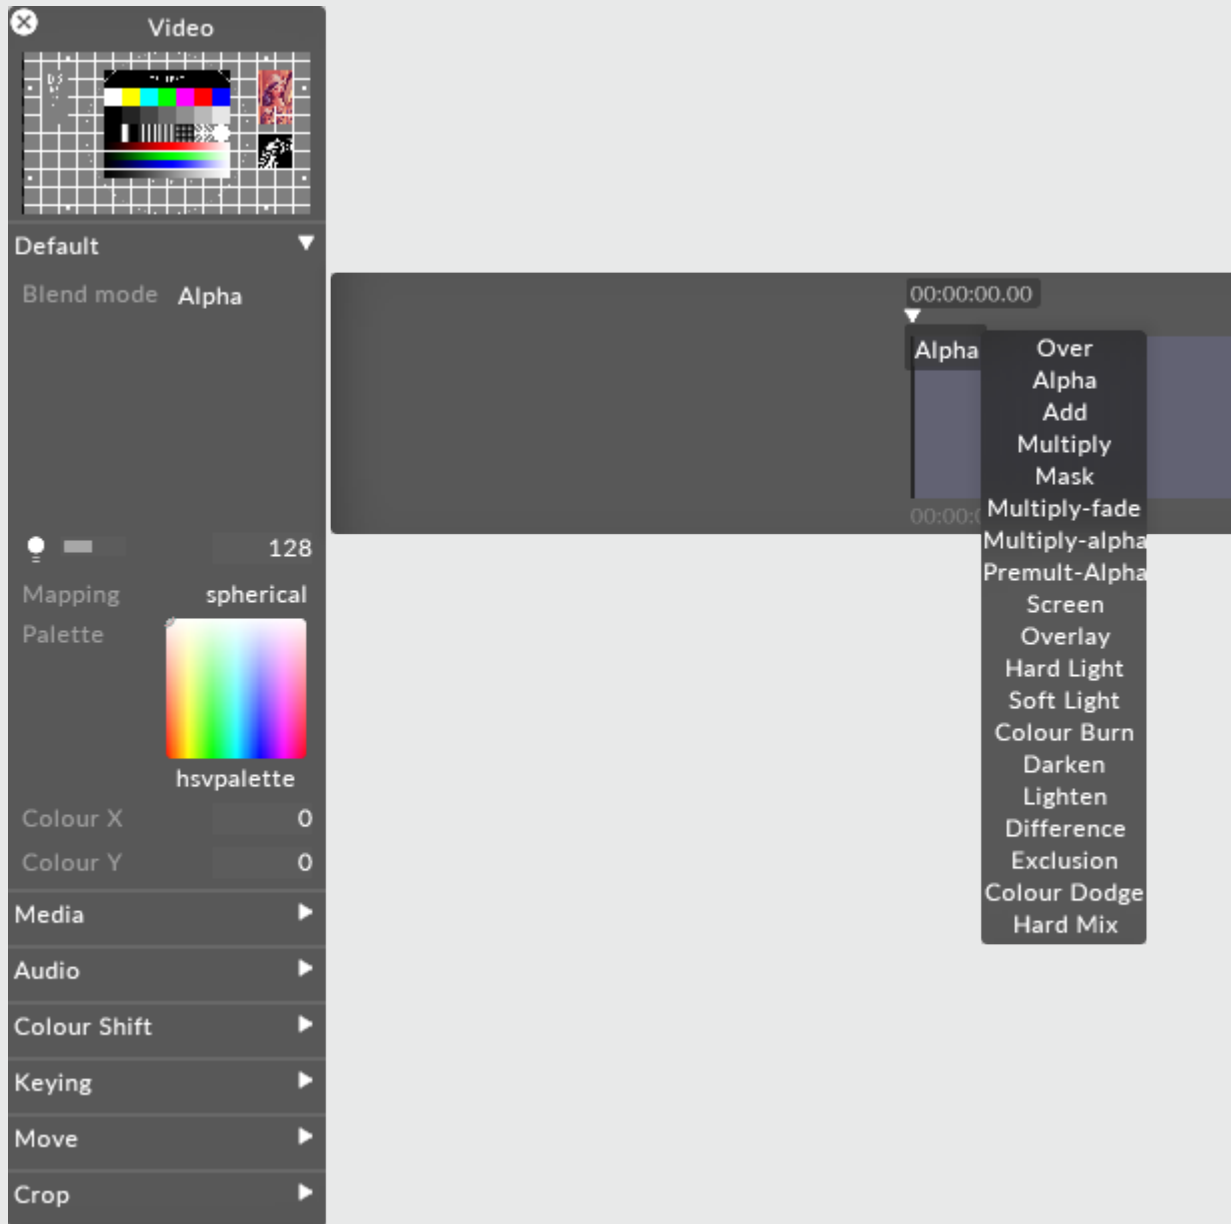 Video
Default
Blend mode Alpha
128
Mapping spherical
Palette
hsvpalette
Colour X 0
Colour Y 0
Media
Audio
Colour Shift
Keying
Move
Crop
00:00:00.00
Alpha
Over
Alpha
Add
Multiply
Mask
Multiply-fade
Multiply-alpha
Premult-Alpha
Screen
Overlay
Hard Light
Soft Light
Colour Burn
Darken
Lighten
Difference
Exclusion
Colour Dodge
Hard Mix